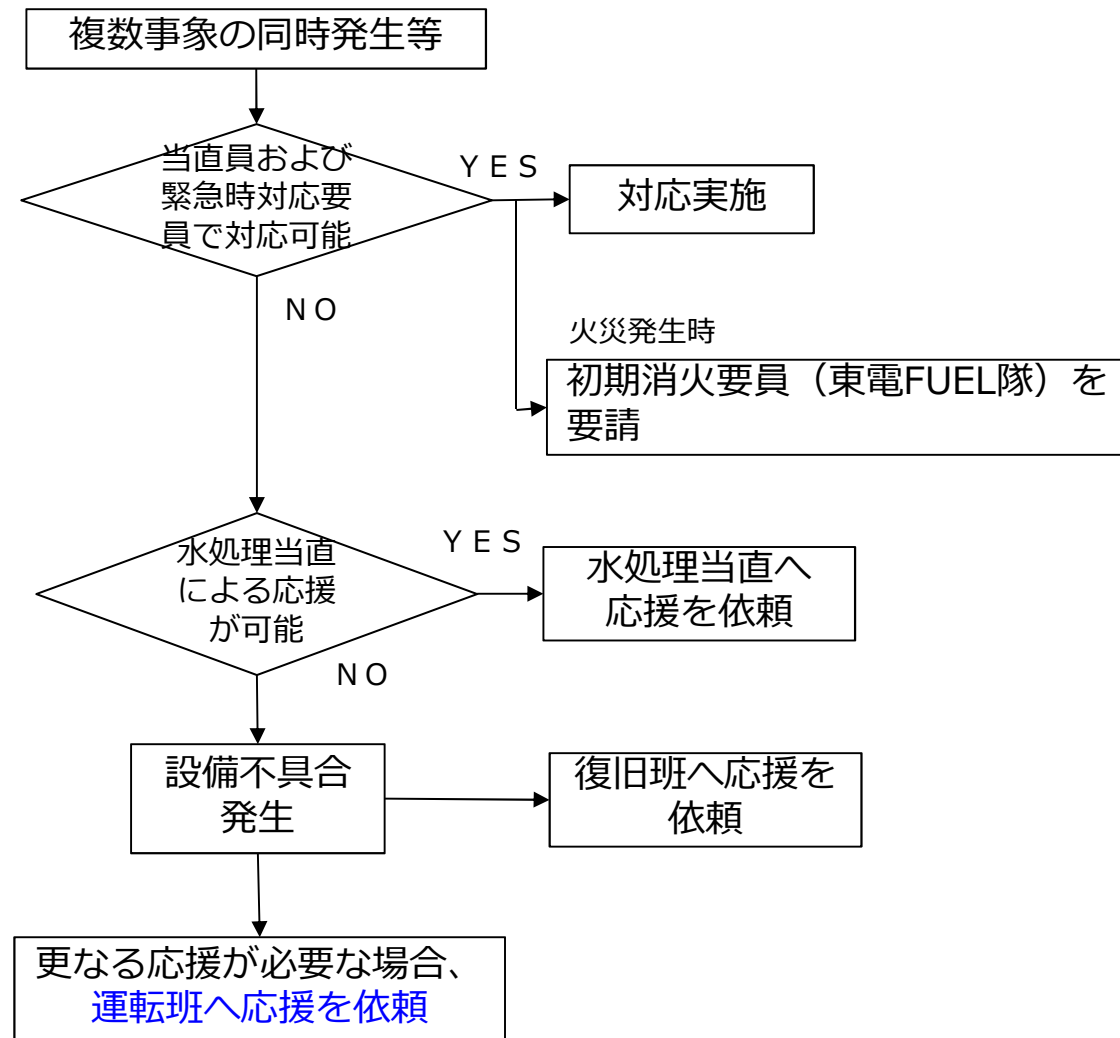 複数事象の同時発生等
当直員および
緊急時対応要
員で対応可能
ＹＥＳ
対応実施
ＮＯ
火災発生時
初期消火要員（東電FUEL隊）を
要請
水処理当直
による応援
が可能
ＹＥＳ
水処理当直へ
応援を依頼
ＮＯ
設備不具合
発生
復旧班へ応援を
依頼
更なる応援が必要な場合、
運転班へ応援を依頼